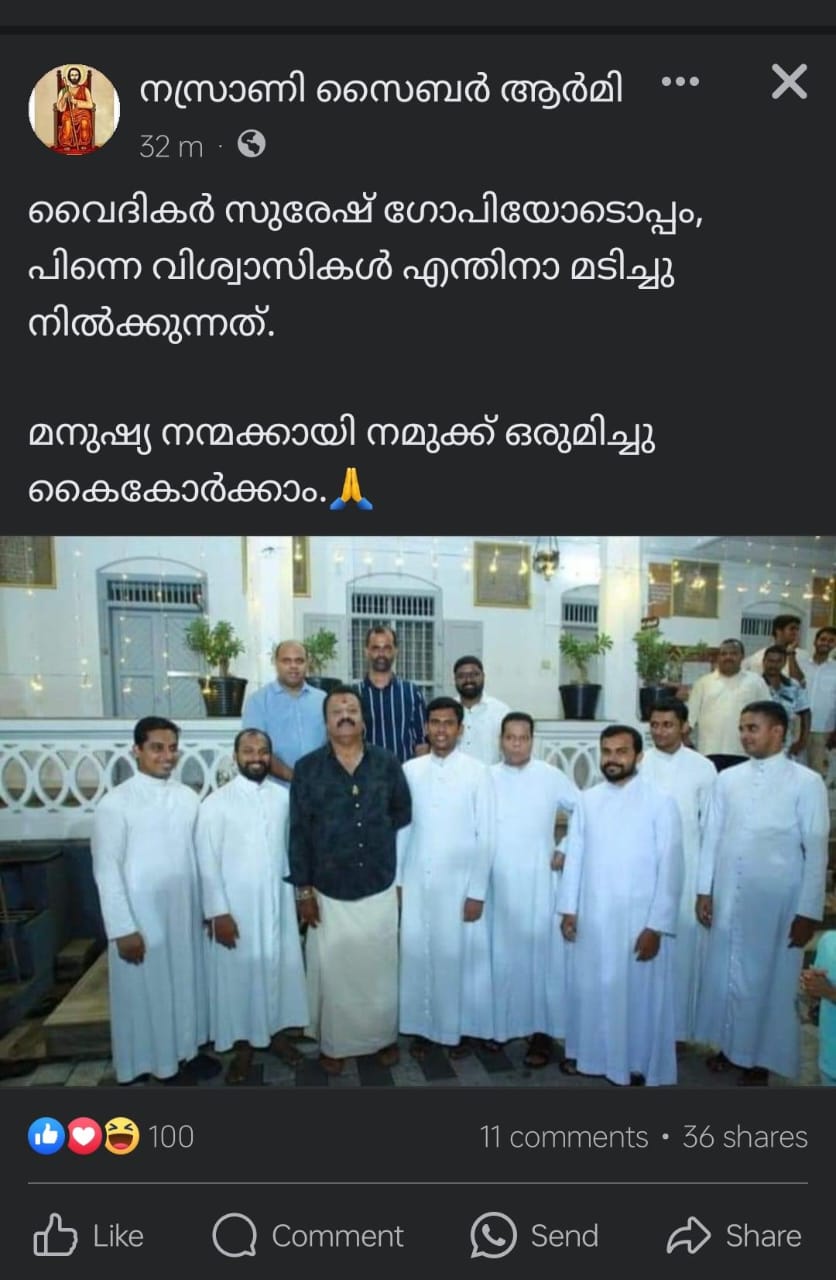 നസ്രാണി സൈബർ ആർമി
32 m ·
വൈദികർ സുരേഷ് ഗോപിയോടൊപ്പം,
പിന്നെ വിശ്വാസികൾ എന്തിനാ മടിച്ചു
നിൽക്കുന്നത്.
മനുഷ്യ നന്മക്കായി നമുക്ക് ഒരുമിച്ചു
കൈകോർക്കാം.🙏
100 11 comments • 36 shares
Like Comment Send Share